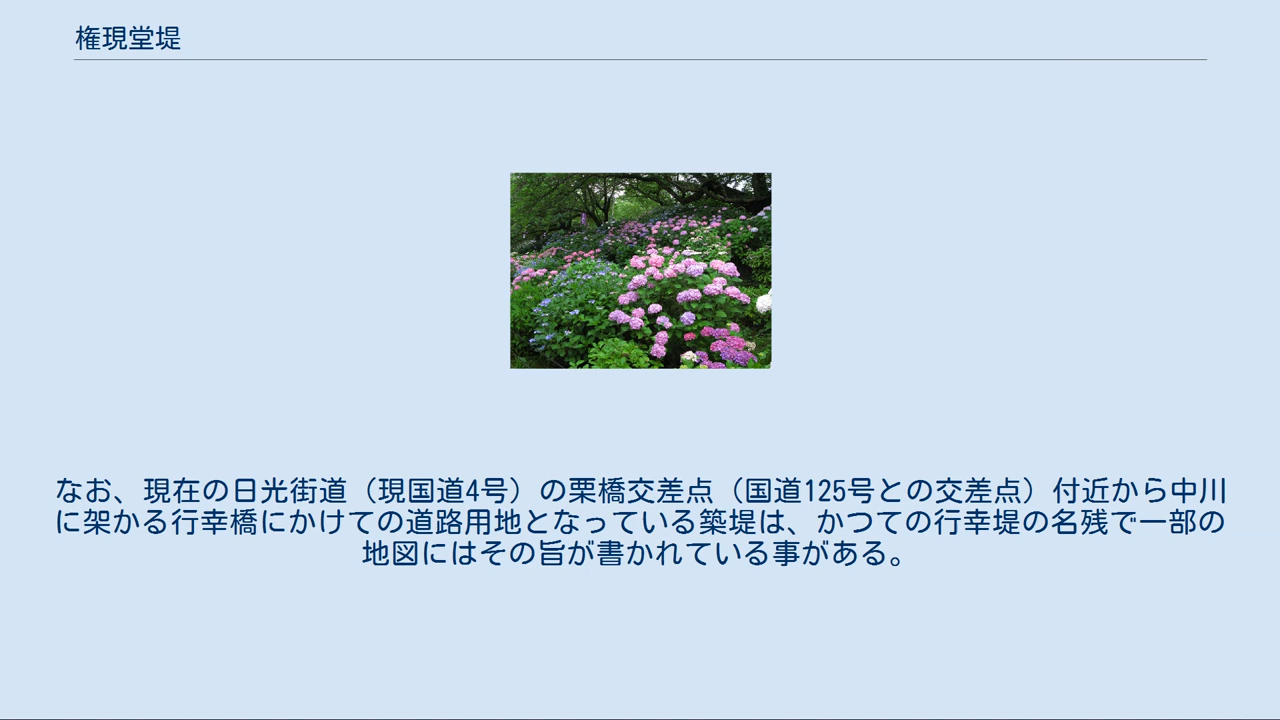 権現堂堤
なお、現在の日光街道（現国道4号）の栗橋交差点（国道125号との交差点）付近から中川
に架かる行幸橋にかけての道路用地となっている築堤は、かつての行幸堤の名残で一部の
地図にはその旨が書かれている事がある。